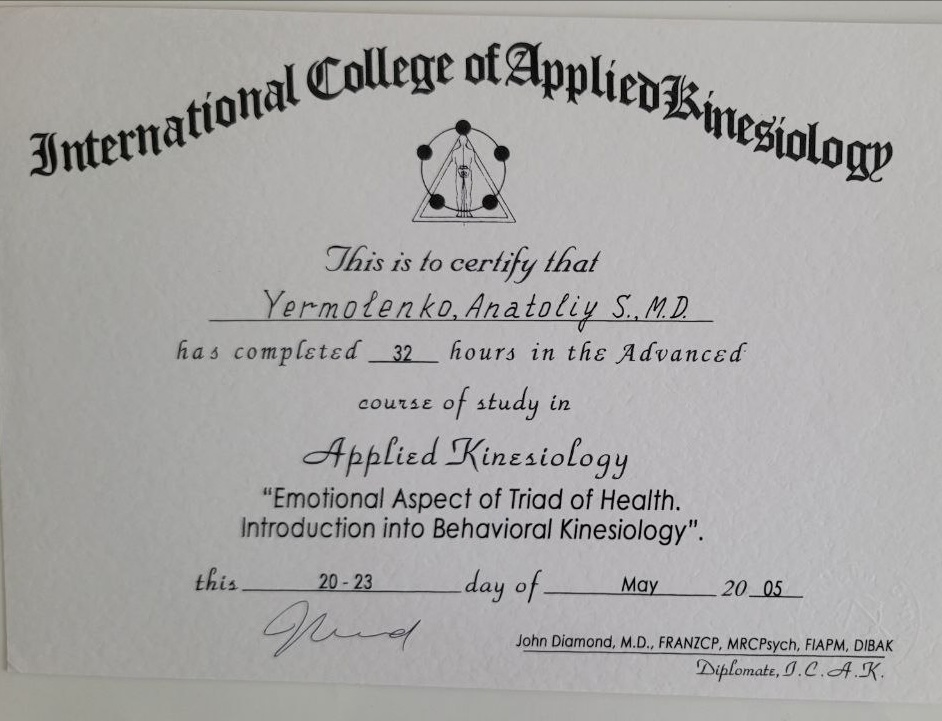 International College of Applied Kinesiology
This is to certify that
Yermolenko, Anatoliy S., M.D.
has completed 32 hours in the Advanced
course of study in
Applied Kinesiology
"Emotional Aspect of Triad of Health.
Introduction into Behavioral Kinesiology".
this 20 - 23 day of May 20 05
John Diamond, M.D., FRANZCP, MRCPsych, FIAPM, DIBAK
Diplomate, I.C.A.K.